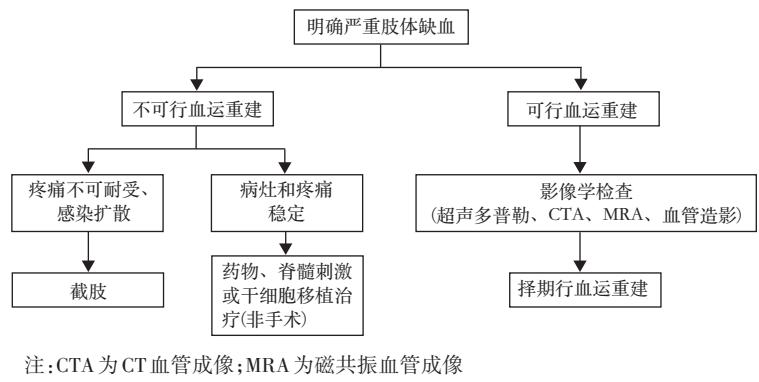 明确严重肢体缺血
不可行血运重建
可行血运重建
疼痛不可耐受、
感染扩散
病灶和疼痛
稳定
影像学检查
(超声多普勒、CTA、MRA、血管造影)
截肢
药物、脊髓刺激
或干细胞移植治
疗(非手术)
择期行血运重建
注:CTA为CT血管成像;MRA为磁共振血管成像